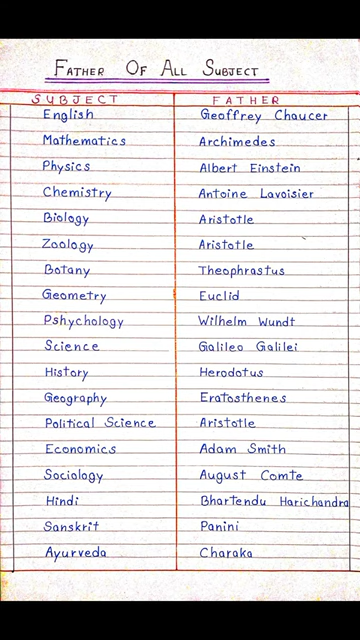 FATHER OF ALL SUBJECT
SUBJECT FATHER
English Geoffrey Chaucer
Mathematics Archimedes
Physics Albert Einstein
Chemistry Antoine Lavoisier
Biology Aristotle
Zoology Aristotle
Botany Theophrastus
Geometry Euclid
Pshychology Wilhelm Wundt
Science Galileo Galilei
History Herodotus
Geography Eratosthenes
Political Science Aristotle
Economics Adam Smith
Sociology August Comte
Hindi Bhartendu Harichandra
Sanskrit Panini
Ayurveda Charaka